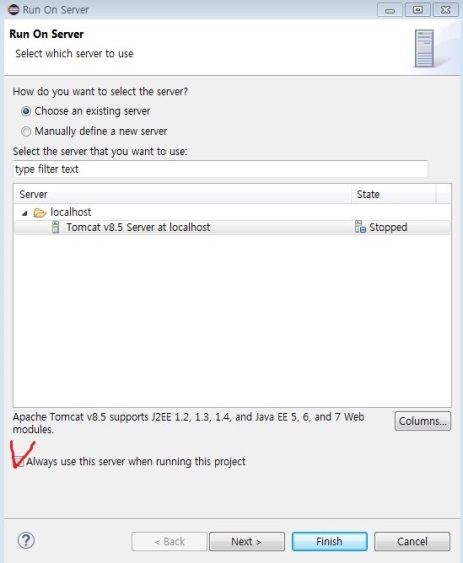 Run On Server
Run On Server
Select which server to use
How do you want to select the server?
Choose an existing server
Manually define a new server
Select the server that you want to use:
type filter text
Server State
localhost
Tomcat v8.5 Server at localhost Stopped
Apache Tomcat v8.5 supports J2EE 1.2, 1.3, 1.4, and Java EE 5, 6, and 7 Web
modules.
Columns...
Always use this server when running this project
? < Back Next > Finish Cancel